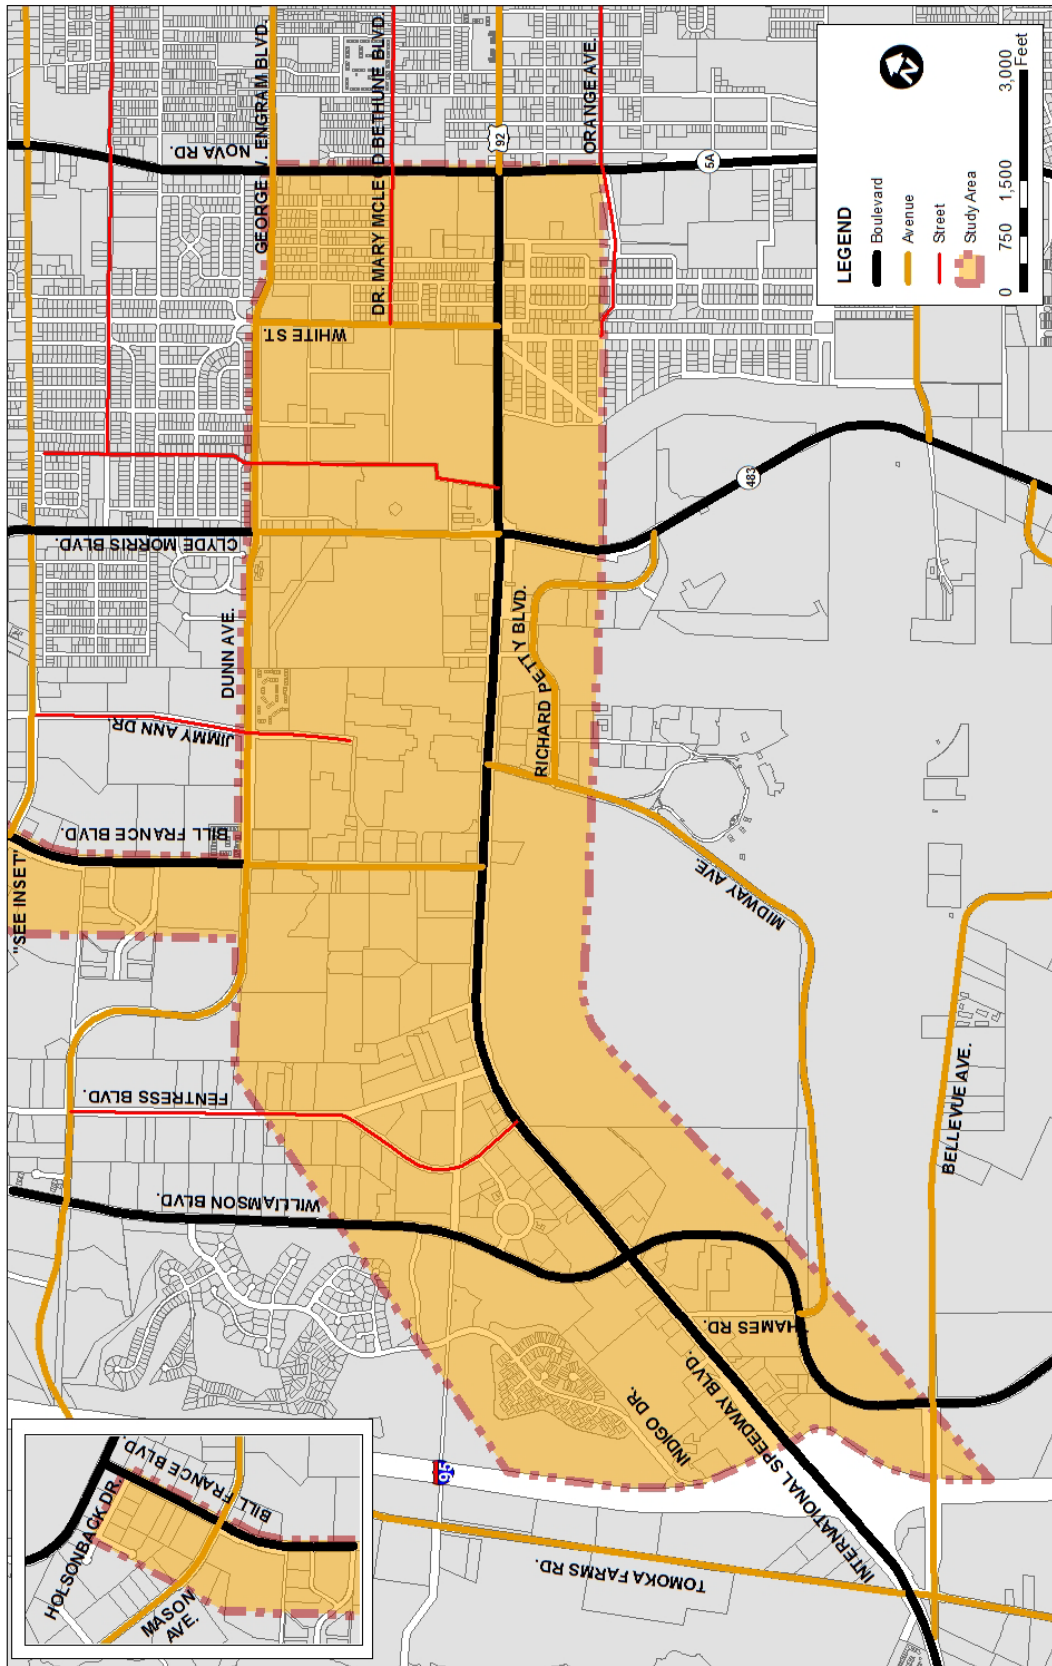 NOVA RD.
GEORGE W. ENGRAM BLVD.
DR. MARY MCLEOD BETHUNE BLVD.
92
ORANGE AVE.
5A
WHITE ST.
483
CLYDE MORRIS BLVD.
DUNN AVE.
RICHARD PETTY BLVD.
JIMMY ANN DR.
BILL FRANCE BLVD.
"SEE INSET"
MIDWAY AVE.
FENTRESS BLVD.
BELLEVUE AVE.
WILLIAMSON BLVD.
HAMES RD.
INDIGO DR.
INTERNATIONAL SPEEDWAY BLVD.
95
TOMOKA FARMS RD.
HOLSONBACK DR.
BILL FRANCE BLVD
MASON
AVE.
N
LEGEND
Boulevard
Avenue
Street
Study Area
0 750 1,500 3,000
Feet